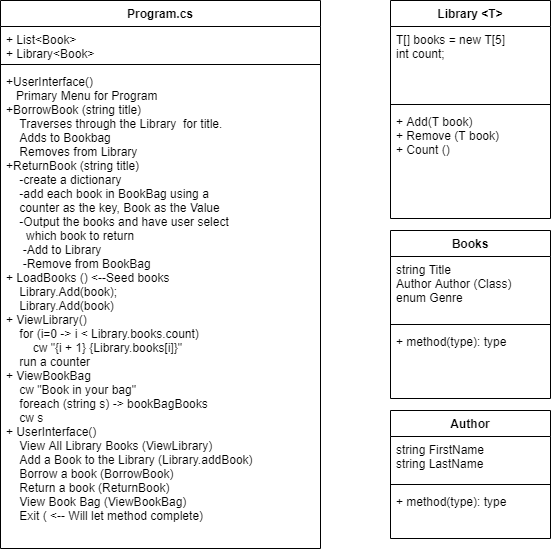 Program.cs
+ List<Book>
+ Library<Book>
+UserInterface()
Primary Menu for Program
+BorrowBook (string title)
Traverses through the Library for title.
Adds to Bookbag
Removes from Library
+ReturnBook (string title)
-create a dictionary
-add each book in BookBag using a
counter as the key, Book as the Value
-Output the books and have user select
which book to return
-Add to Library
-Remove from BookBag
+ LoadBooks () <--Seed books
Library.Add(book);
Library.Add(book)
+ ViewLibrary()
for (i=0 -> i < Library.books.count)
cw "{i + 1} {Library.books[i]}"
run a counter
+ ViewBookBag
cw "Book in your bag"
foreach (string s) -> bookBagBooks
cw s
+ UserInterface()
View All Library Books (ViewLibrary)
Add a Book to the Library (Library.addBook)
Borrow a book (BorrowBook)
Return a book (ReturnBook)
View Book Bag (ViewBookBag)
Exit ( <-- Will let method complete)
Library <T>
T[] books = new T[5]
int count;
+ Add(T book)
+ Remove (T book)
+ Count ()
Books
string Title
Author Author (Class)
enum Genre
+ method(type): type
Author
string FirstName
string LastName
+ method(type): type